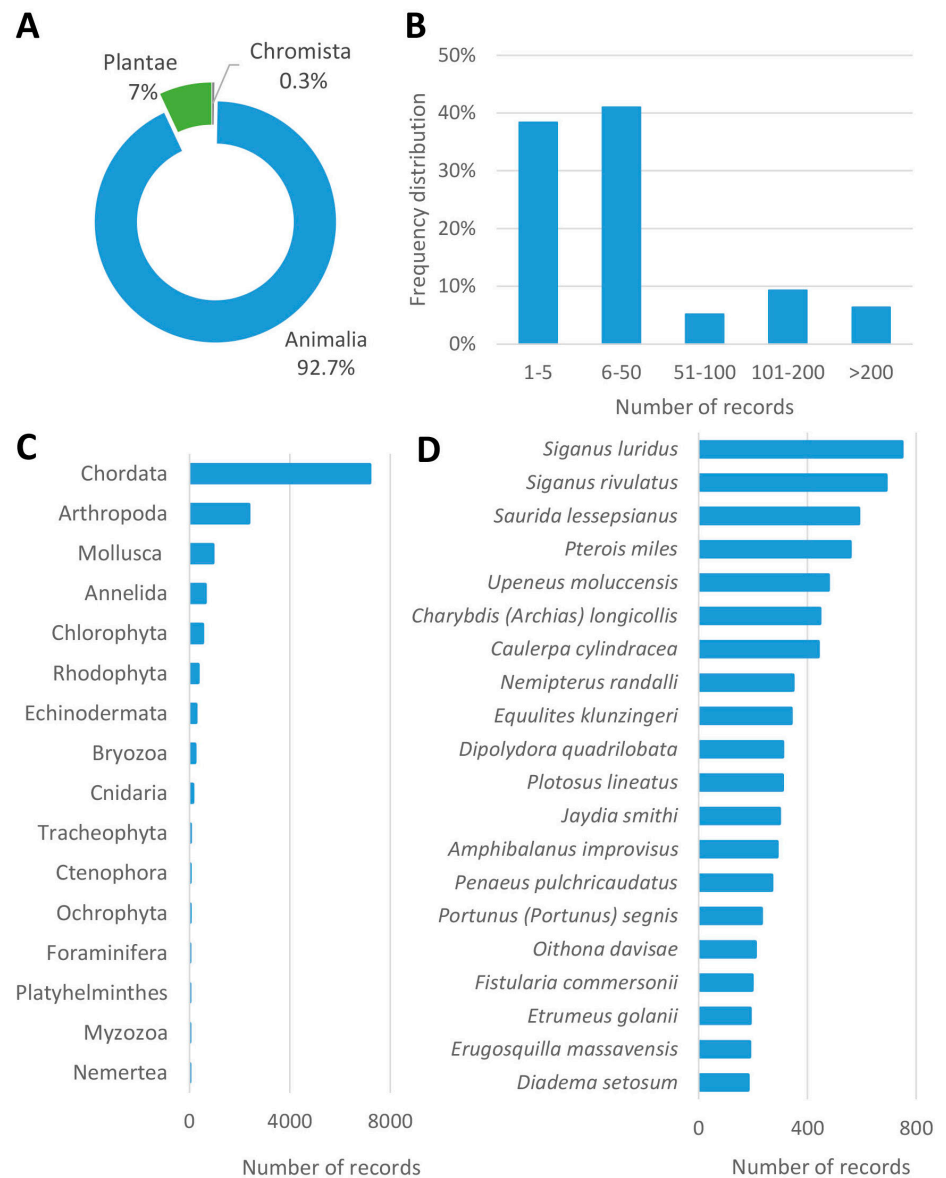 A
Plantae
7%
Chromista
0.3%
Animalia
92.7%
B
Frequency distribution
50%
40%
30%
20%
10%
0%
1-5 6-50 51-100 101-200 >200
Number of records
C
Chordata
Arthropoda
Mollusca
Annelida
Chlorophyta
Rhodophyta
Echinodermata
Bryozoa
Cnidaria
Tracheophyta
Ctenophora
Ochrophyta
Foraminifera
Platyhelminthes
Myzozoa
Nemertea
0 4000 8000
Number of records
D
Siganus luridus
Siganus rivulatus
Saurida lessepsianus
Pterois miles
Upeneus moluccensis
Charybdis (Archias) longicollis
Caulerpa cylindracea
Nemipterus randalli
Equulites klunzingeri
Dipolydora quadrilobata
Plotosus lineatus
Jaydia smithi
Amphibalanus improvisus
Penaeus pulchricaudatus
Portunus (Portunus) segnis
Oithona davisae
Fistularia commersonii
Etrumeus golanii
Erugosquilla massavensis
Diadema setosum
0 400 800
Number of records